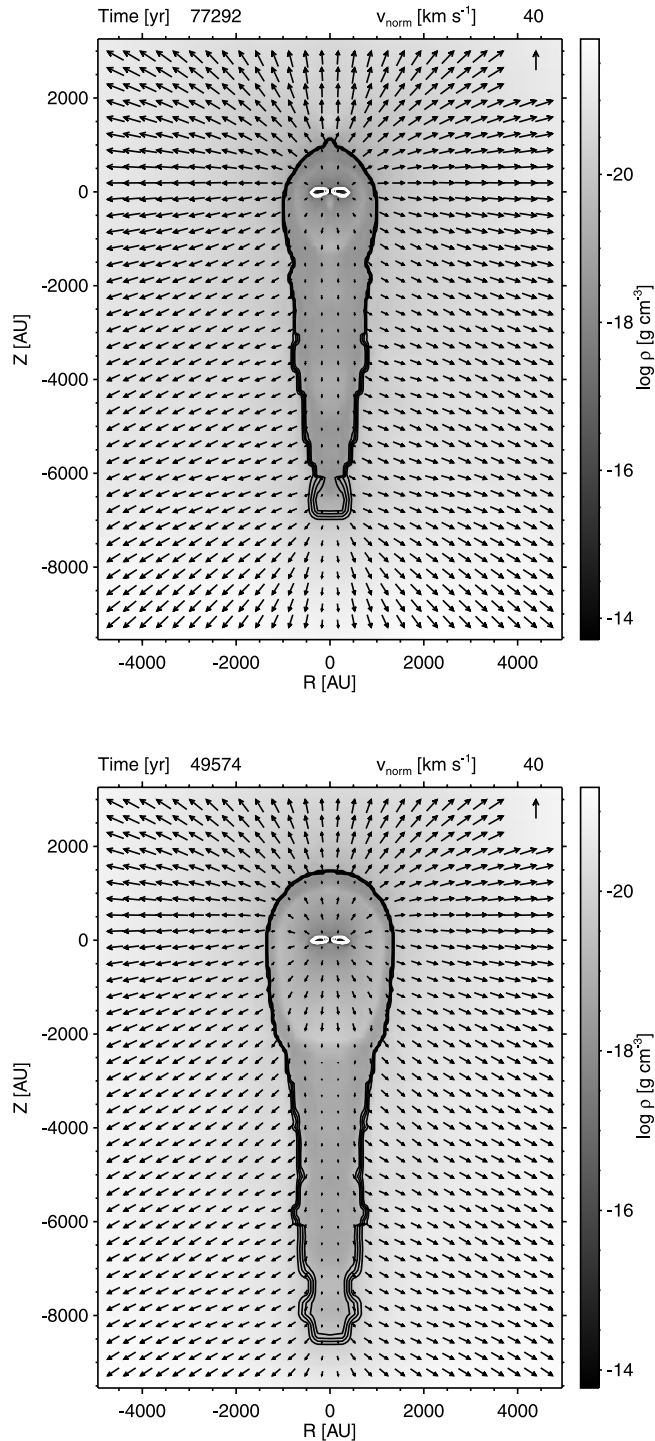 Time [yr] 77292 v_norm [km s^-1] 40
2000
0
-2000
-4000
-6000
-8000
Z [AU]
-4000 -2000 0 2000 4000
R [AU]
-20
-18
-16
-14
log ρ [g cm^-3]
Time [yr] 49574 v_norm [km s^-1] 40
2000
0
-2000
-4000
-6000
-8000
Z [AU]
-4000 -2000 0 2000 4000
R [AU]
-20
-18
-16
-14
log ρ [g cm^-3]